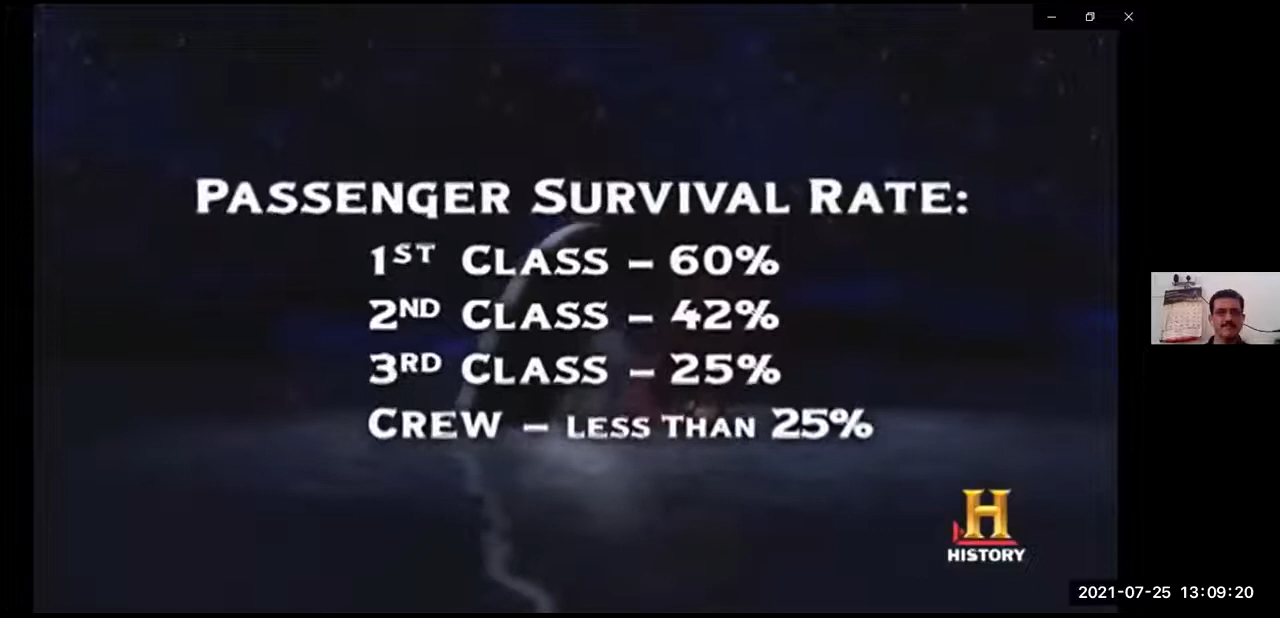 PASSENGER SURVIVAL RATE:
1ST CLASS – 60%
2ND CLASS – 42%
3RD CLASS – 25%
CREW – LESS THAN 25%
H
HISTORY
2021-07-25 13:09:20